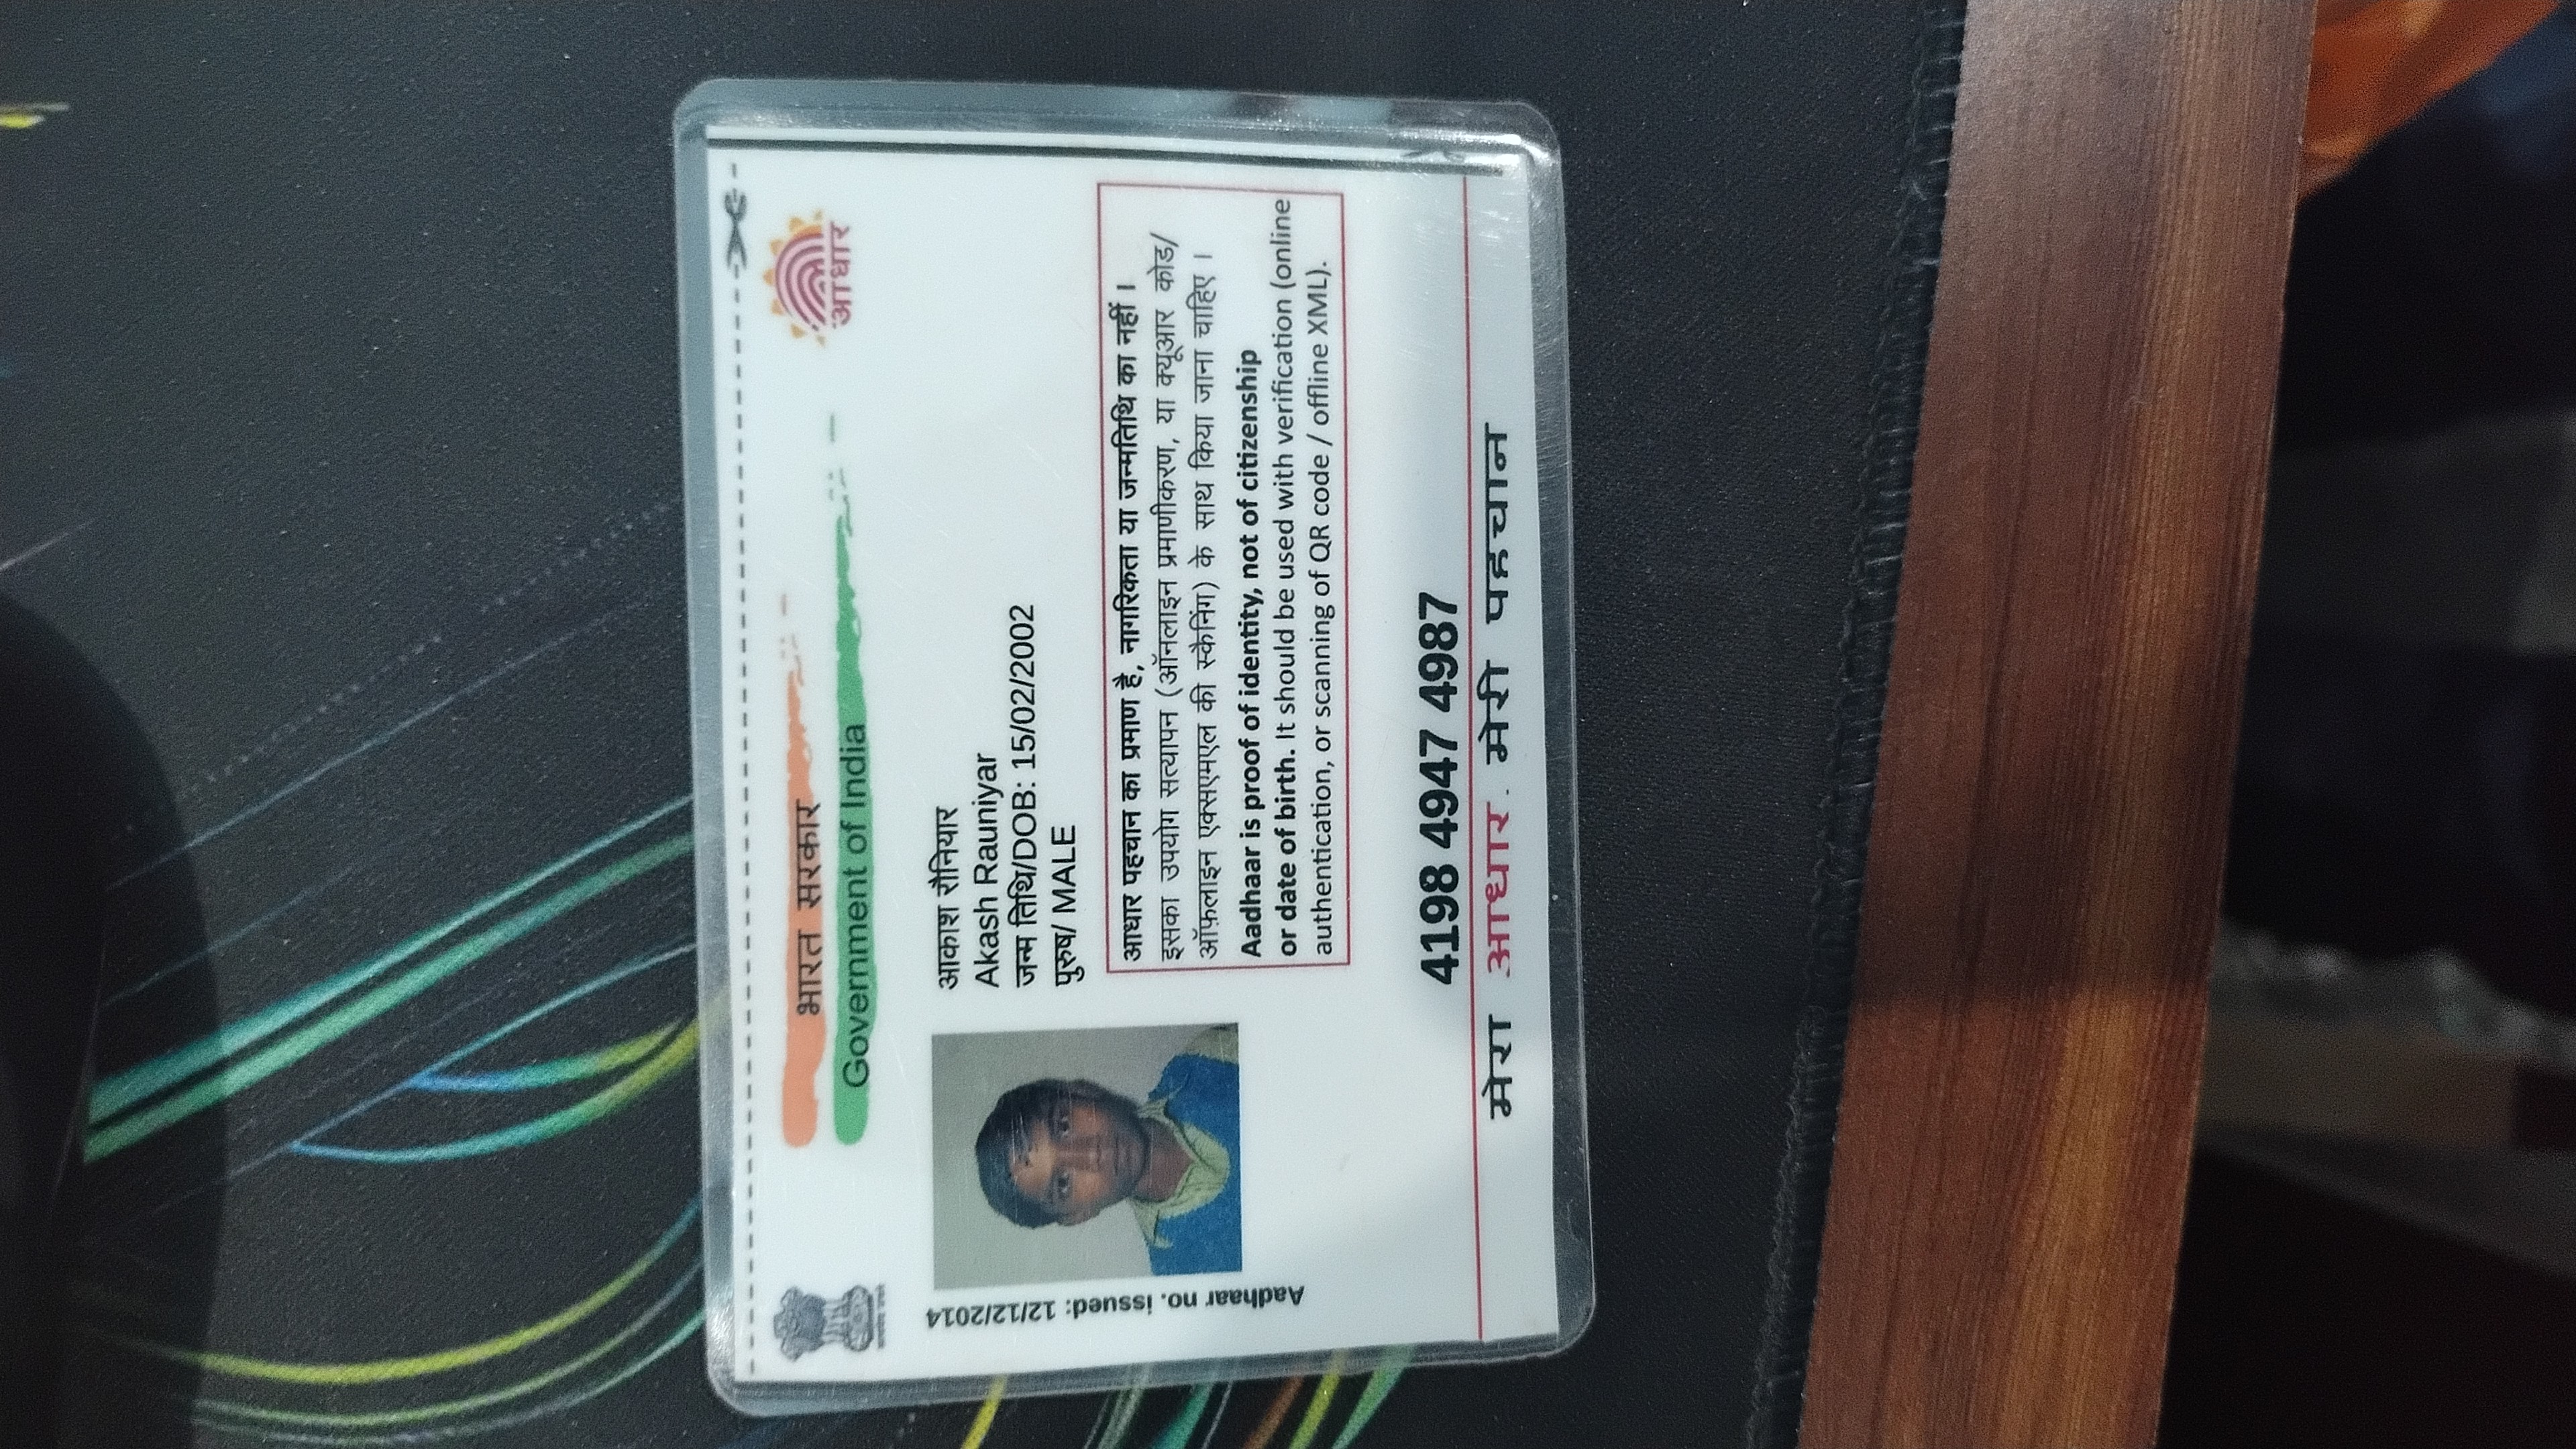 भारत सरकार
Government of India
आधार
आकाश रौनियार
Akash Rauniyar
जन्म तिथि/DOB: 15/02/2002
पुरुष/ MALE
Aadhaar no. issued: 12/12/2014
आधार पहचान का प्रमाण है, नागरिकता या जन्मतिथि का नहीं ।
इसका उपयोग सत्यापन (ऑनलाइन प्रमाणीकरण, या क्यूआर कोड/
ऑफ़लाइन एक्सएमएल की स्कैनिंग) के साथ किया जाना चाहिए ।
Aadhaar is proof of identity, not of citizenship
or date of birth. It should be used with verification (online
authentication, or scanning of QR code / offline XML).
4198 4947 4987
मेरा आधार, मेरी पहचान